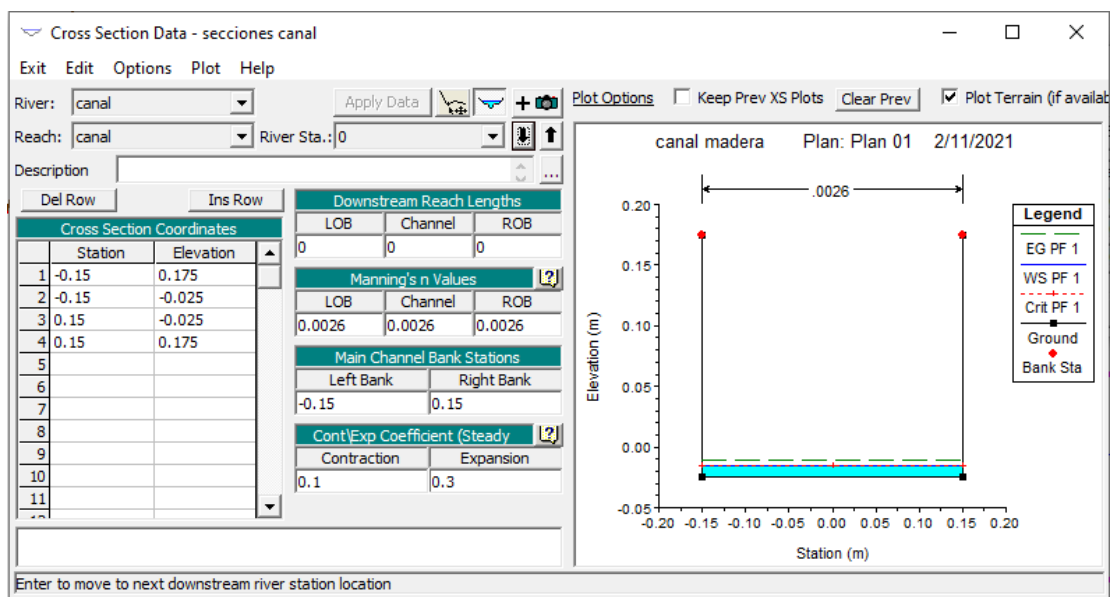 Cross Section Data - secciones canal
Exit Edit Options Plot Help
River: canal
Apply Data
Reach: canal River Sta.: 0
Description
...
Del Row Ins Row
Cross Section Coordinates
Station Elevation
1 -0.15 0.175
2 -0.15 -0.025
3 0.15 -0.025
4 0.15 0.175
5
6
7
8
9
10
11
Downstream Reach Lengths
LOB Channel ROB
0 0 0
Manning's n Values
LOB Channel ROB
0.0026 0.0026 0.0026
Main Channel Bank Stations
Left Bank Right Bank
-0.15 0.15
Cont\Exp Coefficient (Steady
Contraction Expansion
0.1 0.3
Enter to move to next downstream river station location
Plot Options Keep Prev XS Plots Clear Prev Plot Terrain (if availab
canal madera Plan: Plan 01 2/11/2021
.0026
0.20
0.15
0.10
0.05
0.00
-0.05
Elevation (m)
-0.20 -0.15 -0.10 -0.05 0.00 0.05 0.10 0.15 0.20
Station (m)
Legend
EG PF 1
WS PF 1
Crit PF 1
Ground
Bank Sta